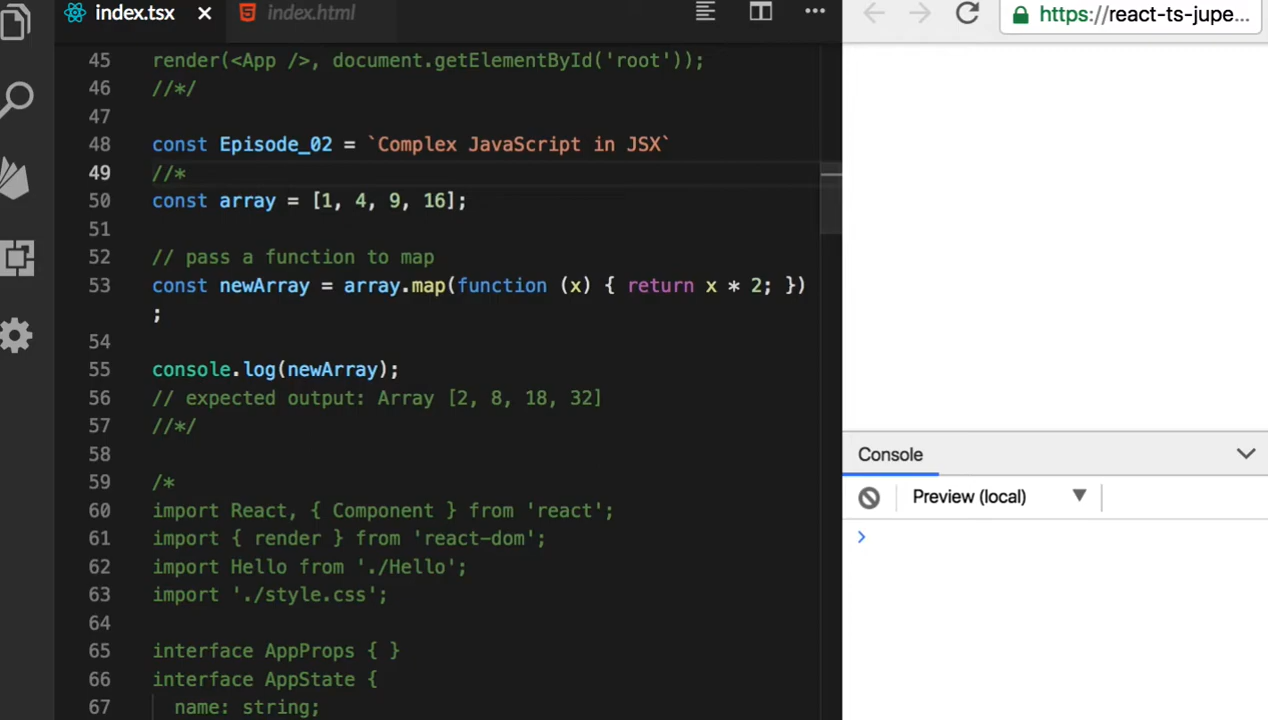 index.tsx × index.html ••• https://react-ts-jupe...
45 render(<App />, document.getElementById('root'));
46 //*/
47
48 const Episode_02 = `Complex JavaScript in JSX`
49 //*
50 const array = [1, 4, 9, 16];
51
52 // pass a function to map
53 const newArray = array.map(function (x) { return x * 2; })
;
54
55 console.log(newArray);
56 // expected output: Array [2, 8, 18, 32]
57 //*/
58
59 /*
60 import React, { Component } from 'react';
61 import { render } from 'react-dom';
62 import Hello from './Hello';
63 import './style.css';
64
65 interface AppProps { }
66 interface AppState {
67 name: string;
Console
Preview (local) ▼
>